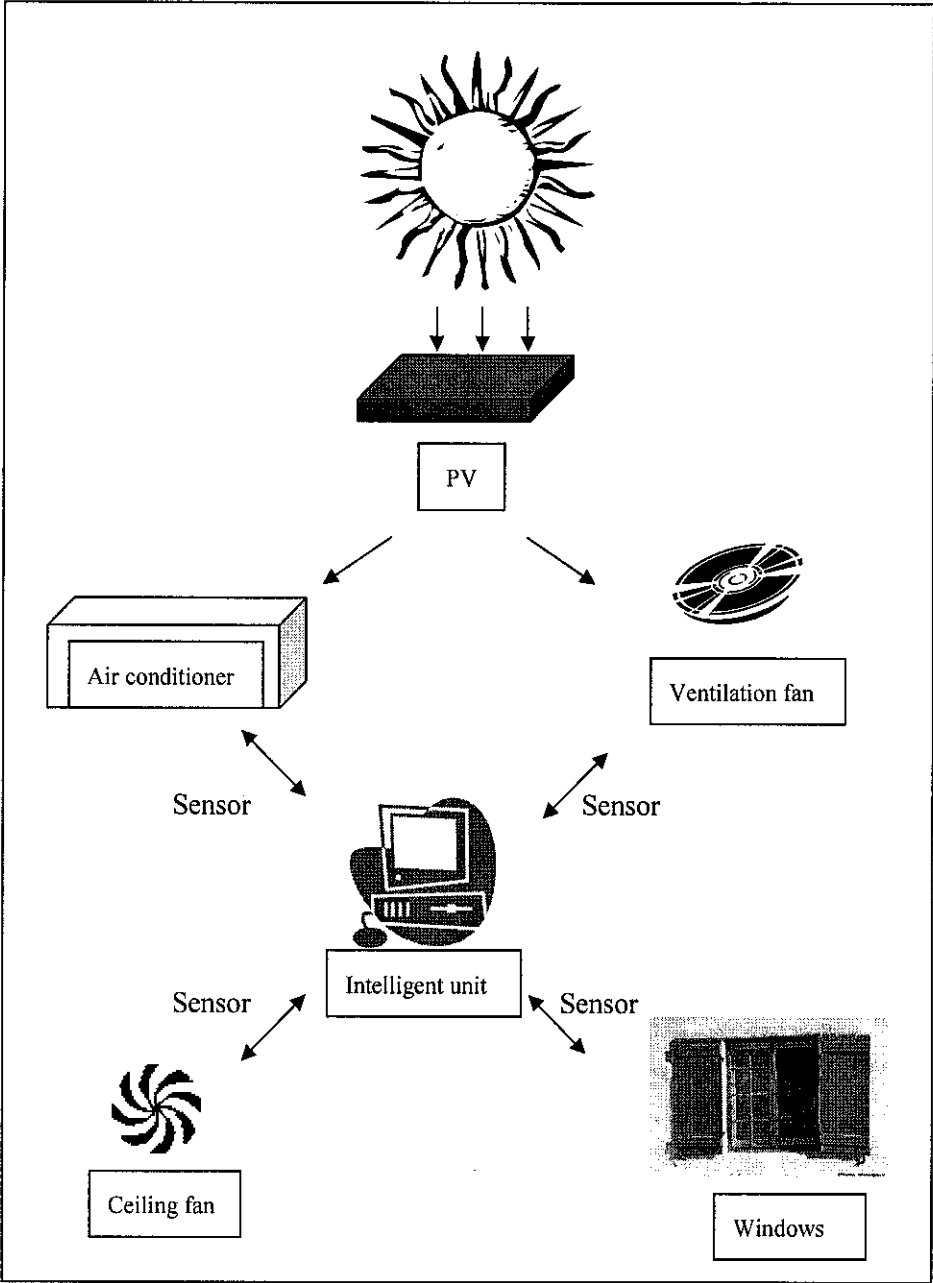 PV
Air conditioner
Ventilation fan
Sensor
Sensor
Intelligent unit
Sensor
Sensor
Ceiling fan
Windows